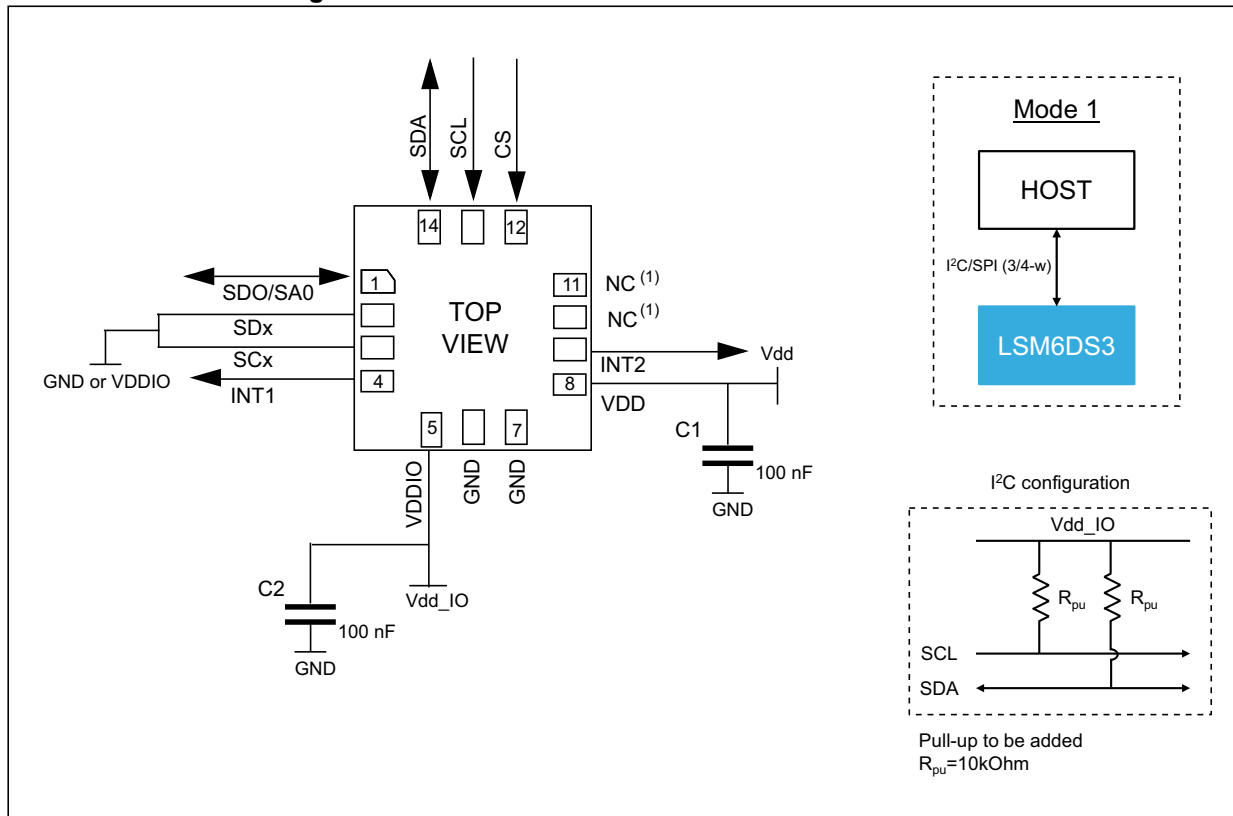 SDA
SCL
CS
14
12
1
SDO/SA0
SDx
SCx
GND or VDDIO
INT1
4
TOP
VIEW
11
NC (1)
NC (1)
INT2
Vdd
8
VDD
5
7
VDDIO
GND
GND
C1
100 nF
GND
C2
100 nF
GND
Vdd_IO
Mode 1
HOST
I²C/SPI (3/4-w)
LSM6DS3
I²C configuration
Vdd_IO
Rpu
Rpu
SCL
SDA
Pull-up to be added
Rpu=10kOhm